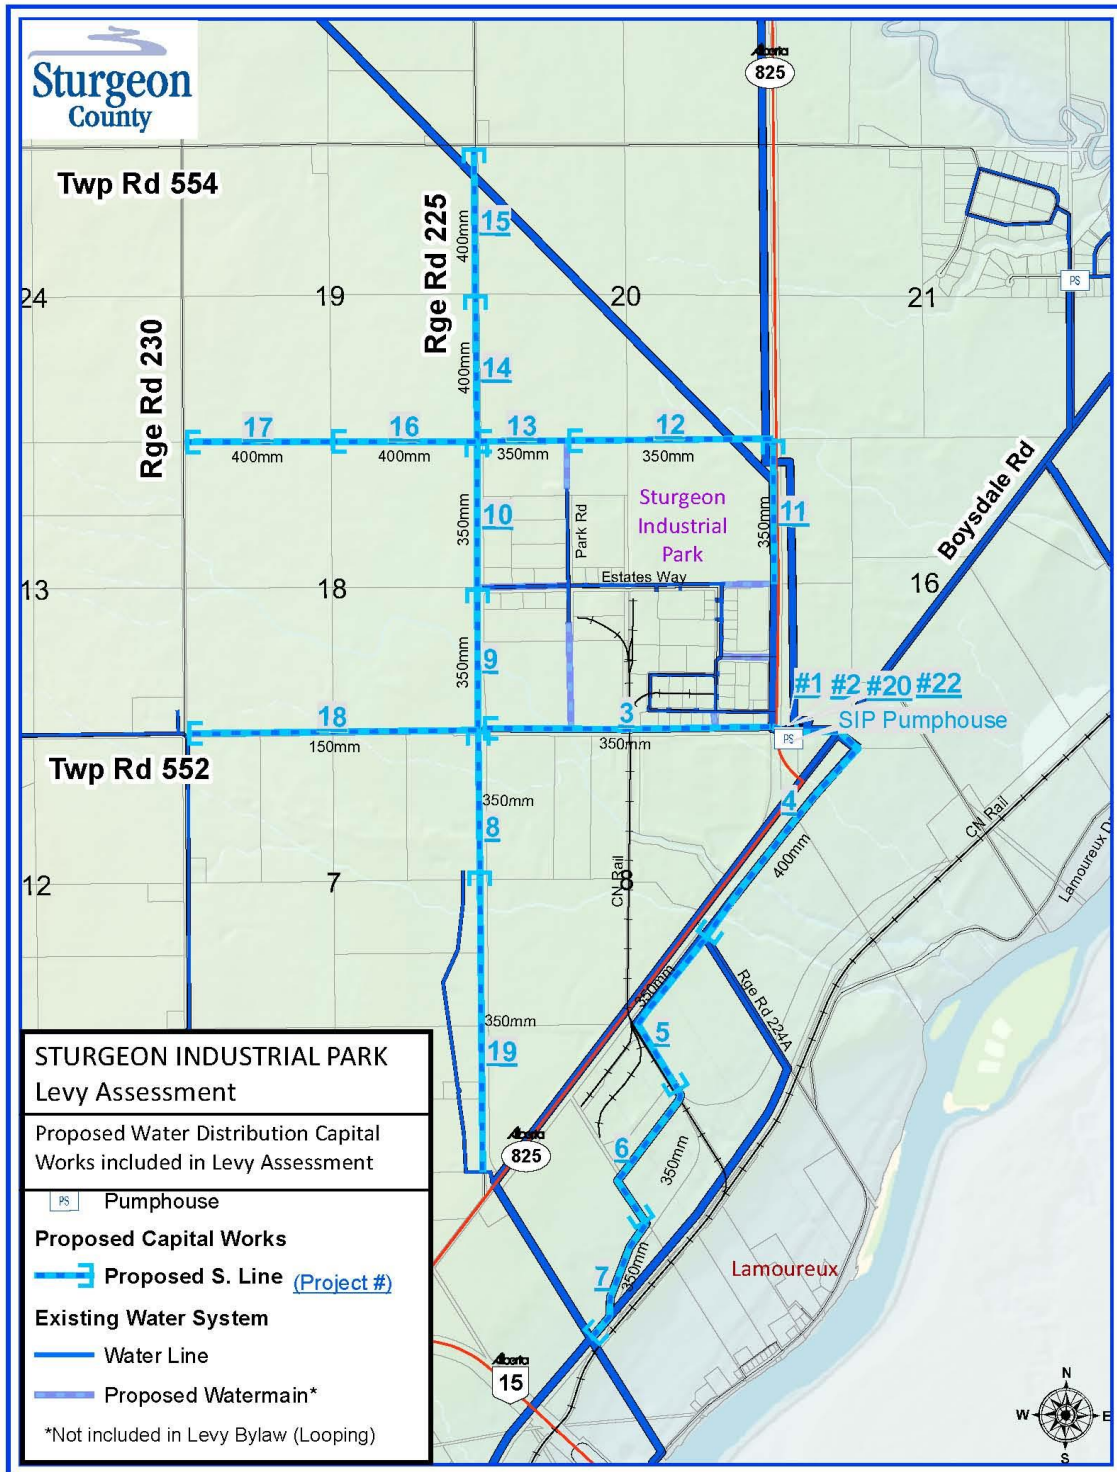 Sturgeon
County
Alberta
825
Twp Rd 554
Rge Rd 225
15
400mm
PS
24
19
20
21
Rge Rd 230
14
400mm
17
16
13
12
400mm
400mm
350mm
350mm
Boysdale Rd
10
350mm
Sturgeon
Industrial
Park
Park Rd
350mm
11
Estates Way
13
18
16
9
350mm
#1 #2 #20 #22
SIP Pumphouse
18
150mm
3
350mm
PS
Twp Rd 552
350mm
8
4
400mm
CN Rail
Lamoureux D
12
7
8
CN Rail
350mm
Rge Rd 224A
350mm
19
5
STURGEON INDUSTRIAL PARK
Levy Assessment
Proposed Water Distribution Capital
Works included in Levy Assessment
PS Pumphouse
Proposed Capital Works
Proposed S. Line (Project #)
Existing Water System
Water Line
Proposed Watermain*
*Not included in Levy Bylaw (Looping)
Alberta
825
6
350mm
7
350mm
Lamoureux
Alberta
15
N
W
E
S